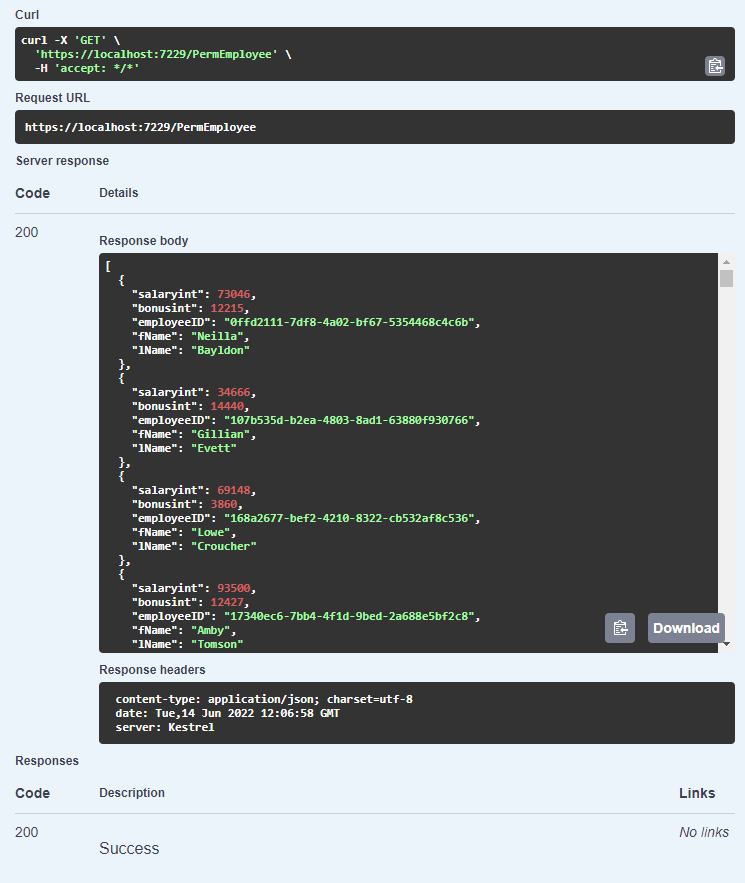 Curl
curl -X 'GET' \
  'https://localhost:7229/PermEmployee' \
  -H 'accept: */*'
Request URL
https://localhost:7229/PermEmployee
Server response
Code Details
200
Response body
[
  {
    "salaryint": 73046,
    "bonusint": 12215,
    "employeeID": "0ffd2111-7df8-4a02-bf67-5354468c4c6b",
    "fName": "Neilla",
    "lName": "Bayldon"
  },
  {
    "salaryint": 34666,
    "bonusint": 14440,
    "employeeID": "107b535d-b2ea-4803-8ad1-63880f930766",
    "fName": "Gillian",
    "lName": "Evett"
  },
  {
    "salaryint": 69148,
    "bonusint": 3860,
    "employeeID": "168a2677-bef2-4210-8322-cb532af8c536",
    "fName": "Lowe",
    "lName": "Croucher"
  },
  {
    "salaryint": 93500,
    "bonusint": 12427,
    "employeeID": "17340ec6-7bb4-4f1d-9bed-2a688e5bf2c8",
    "fName": "Amby",
    "lName": "Tomson"
Download
Response headers
content-type: application/json; charset=utf-8
date: Tue,14 Jun 2022 12:06:58 GMT
server: Kestrel
Responses
Code Description Links
200 No links
Success